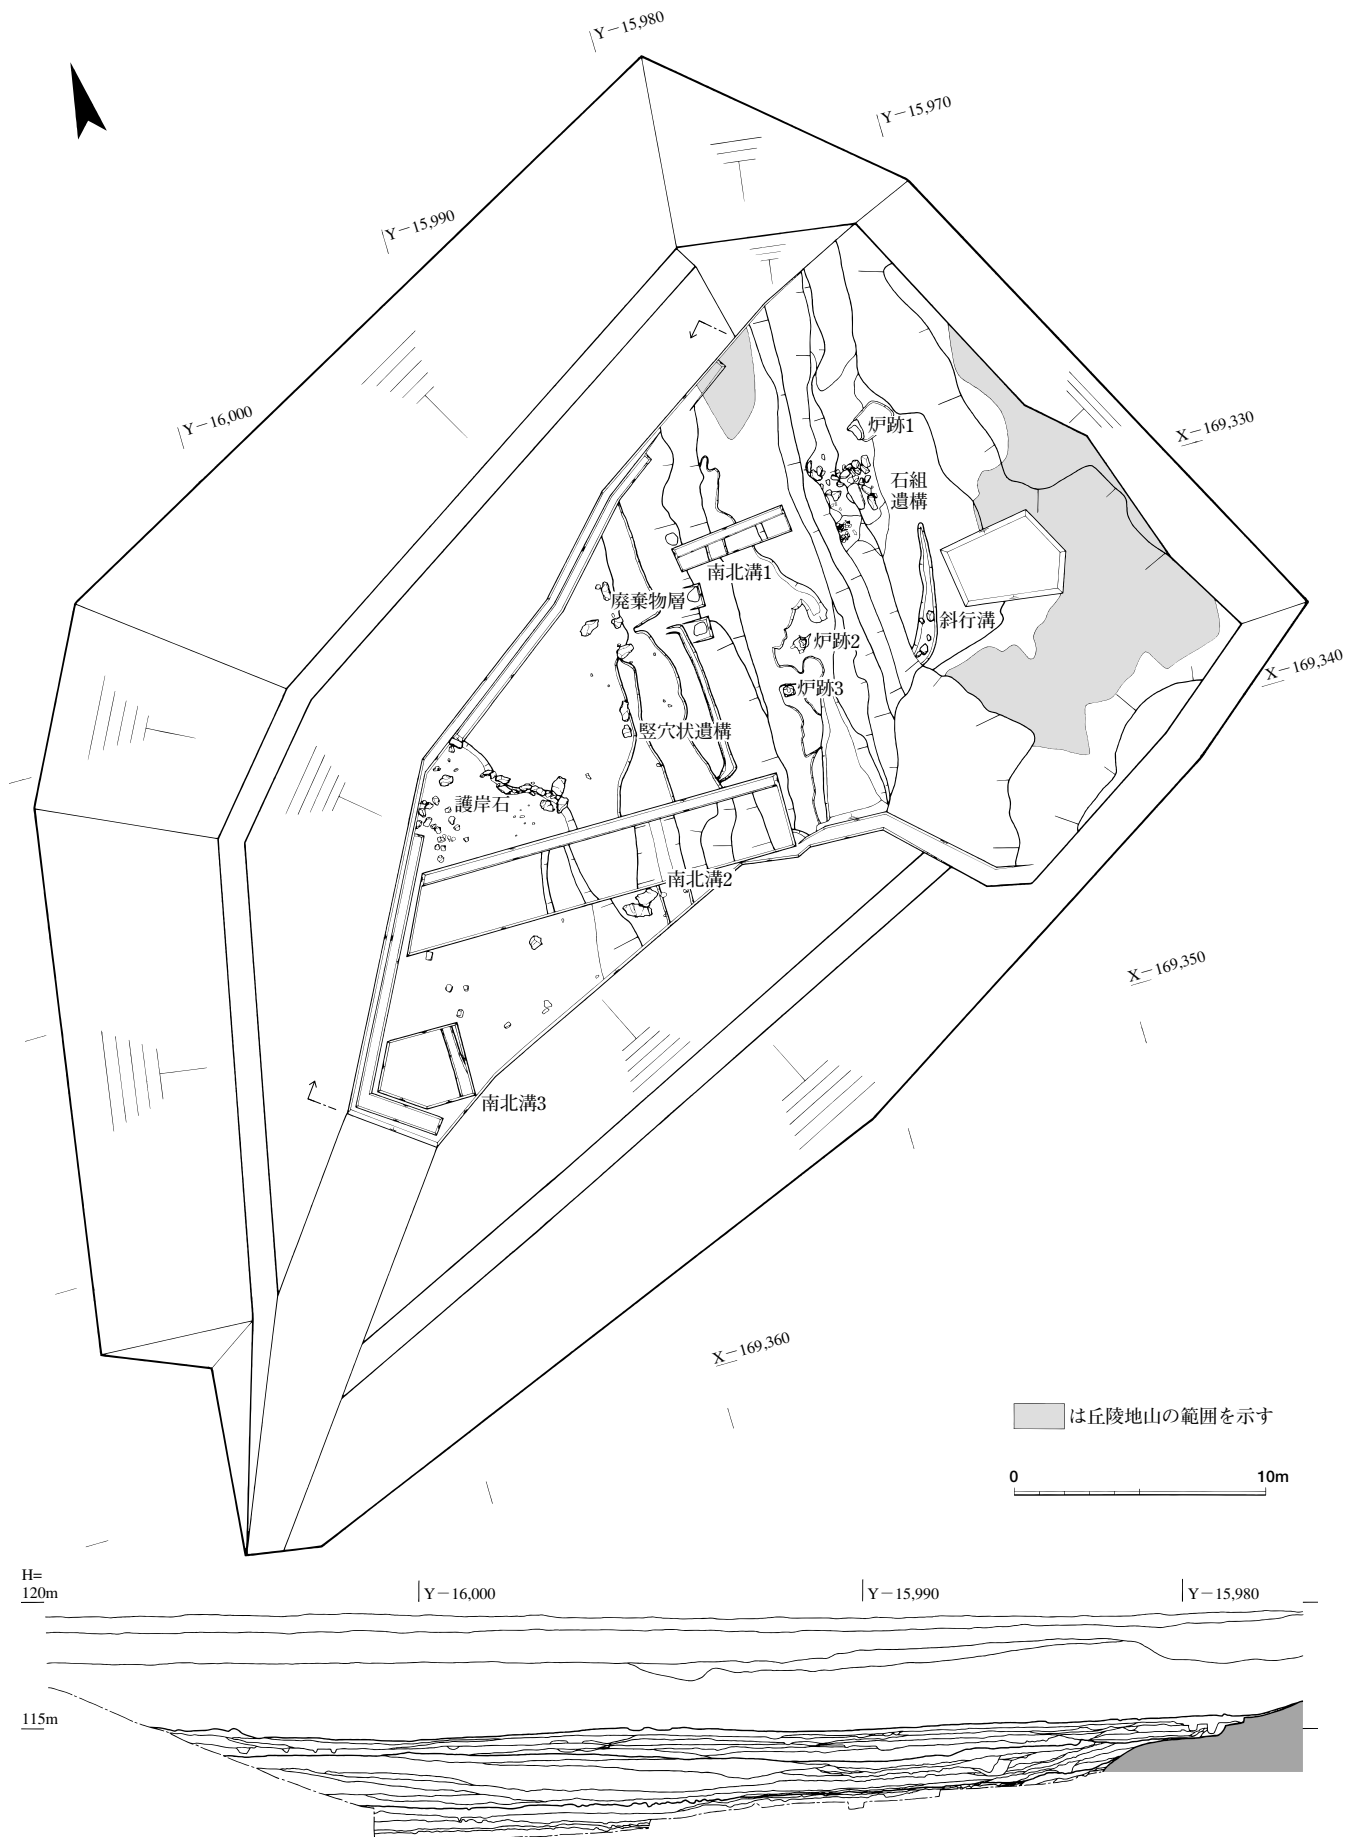 Y－15,980
Y－15,970
Y－15,990
Y－16,000
X－169,330
炉跡1
石組
遺構
南北溝1
廃棄物層
斜行溝
炉跡2
X－169,340
炉跡3
竪穴状遺構
護岸石
南北溝2
X－169,350
南北溝3
X－169,360
は丘陵地山の範囲を示す
0 10m
H=
120m
Y－16,000
Y－15,990
Y－15,980
115m